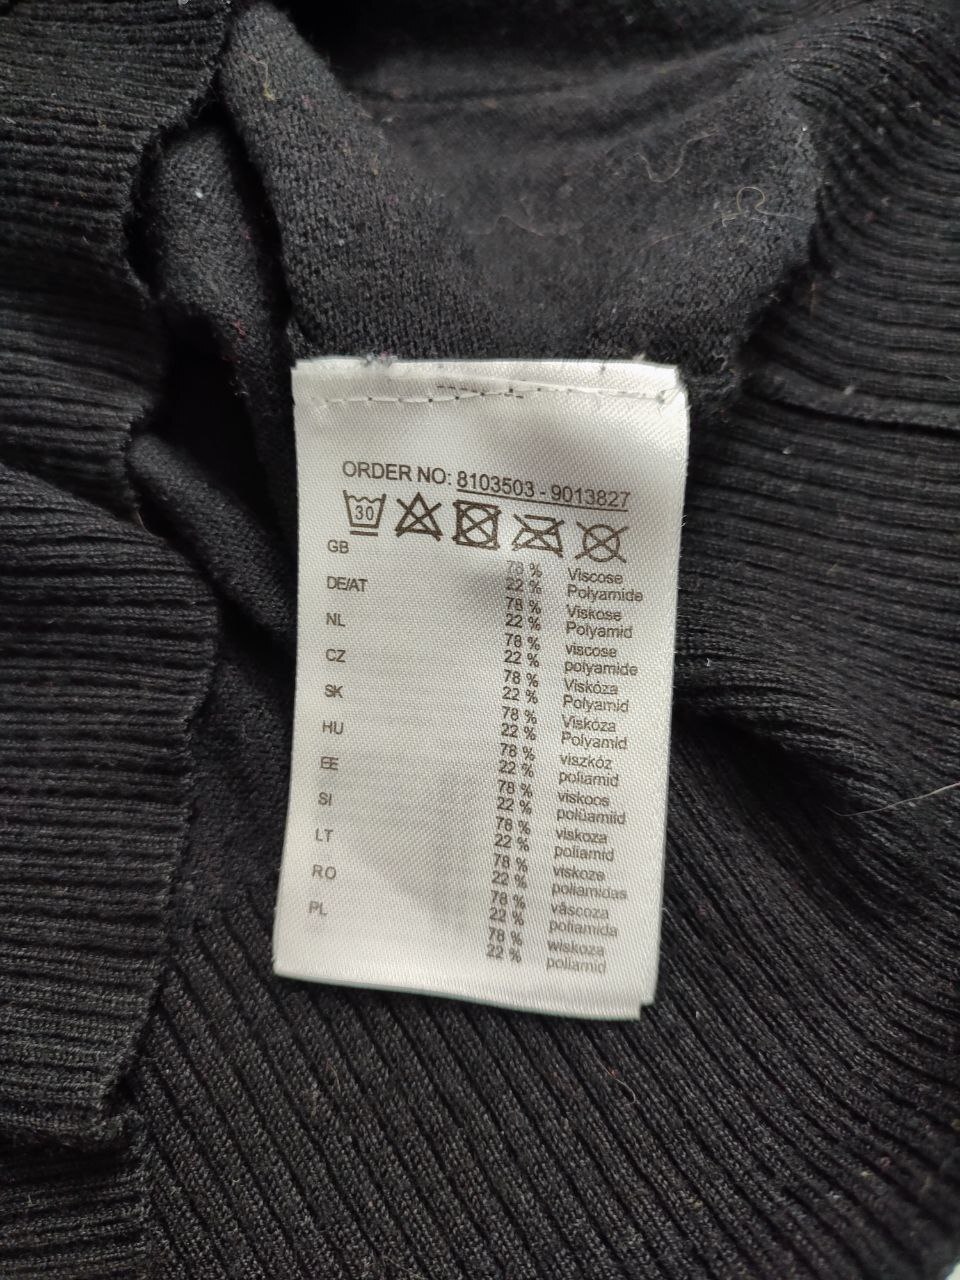 ORDER NO: 8103503 - 9013827
30
GB
78 % Viscose
22 % Polyamide
DE/AT
78 % Viskose
22 % Polyamid
NL
78 % viscose
22 % polyamide
CZ
78 % Viskóza
22 % Polyamid
SK
78 % Viskóza
22 % Polyamid
HU
78 % viszkóz
22 % poliamid
EE
78 % viskoos
22 % polüamiid
SI
78 % viskoza
22 % poliamid
LT
78 % viskoze
22 % poliamidas
RO
78 % vâscoza
22 % poliamida
PL
78 % wiskoza
22 % poliamid